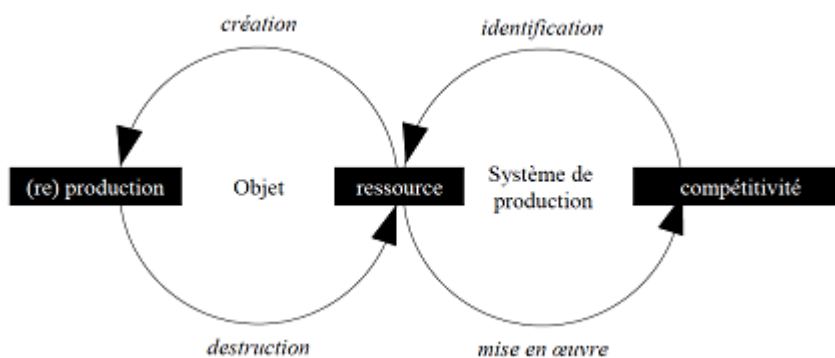 création
identification
(re) production
Objet
ressource
Système de
production
compétitivité
destruction
mise en œuvre